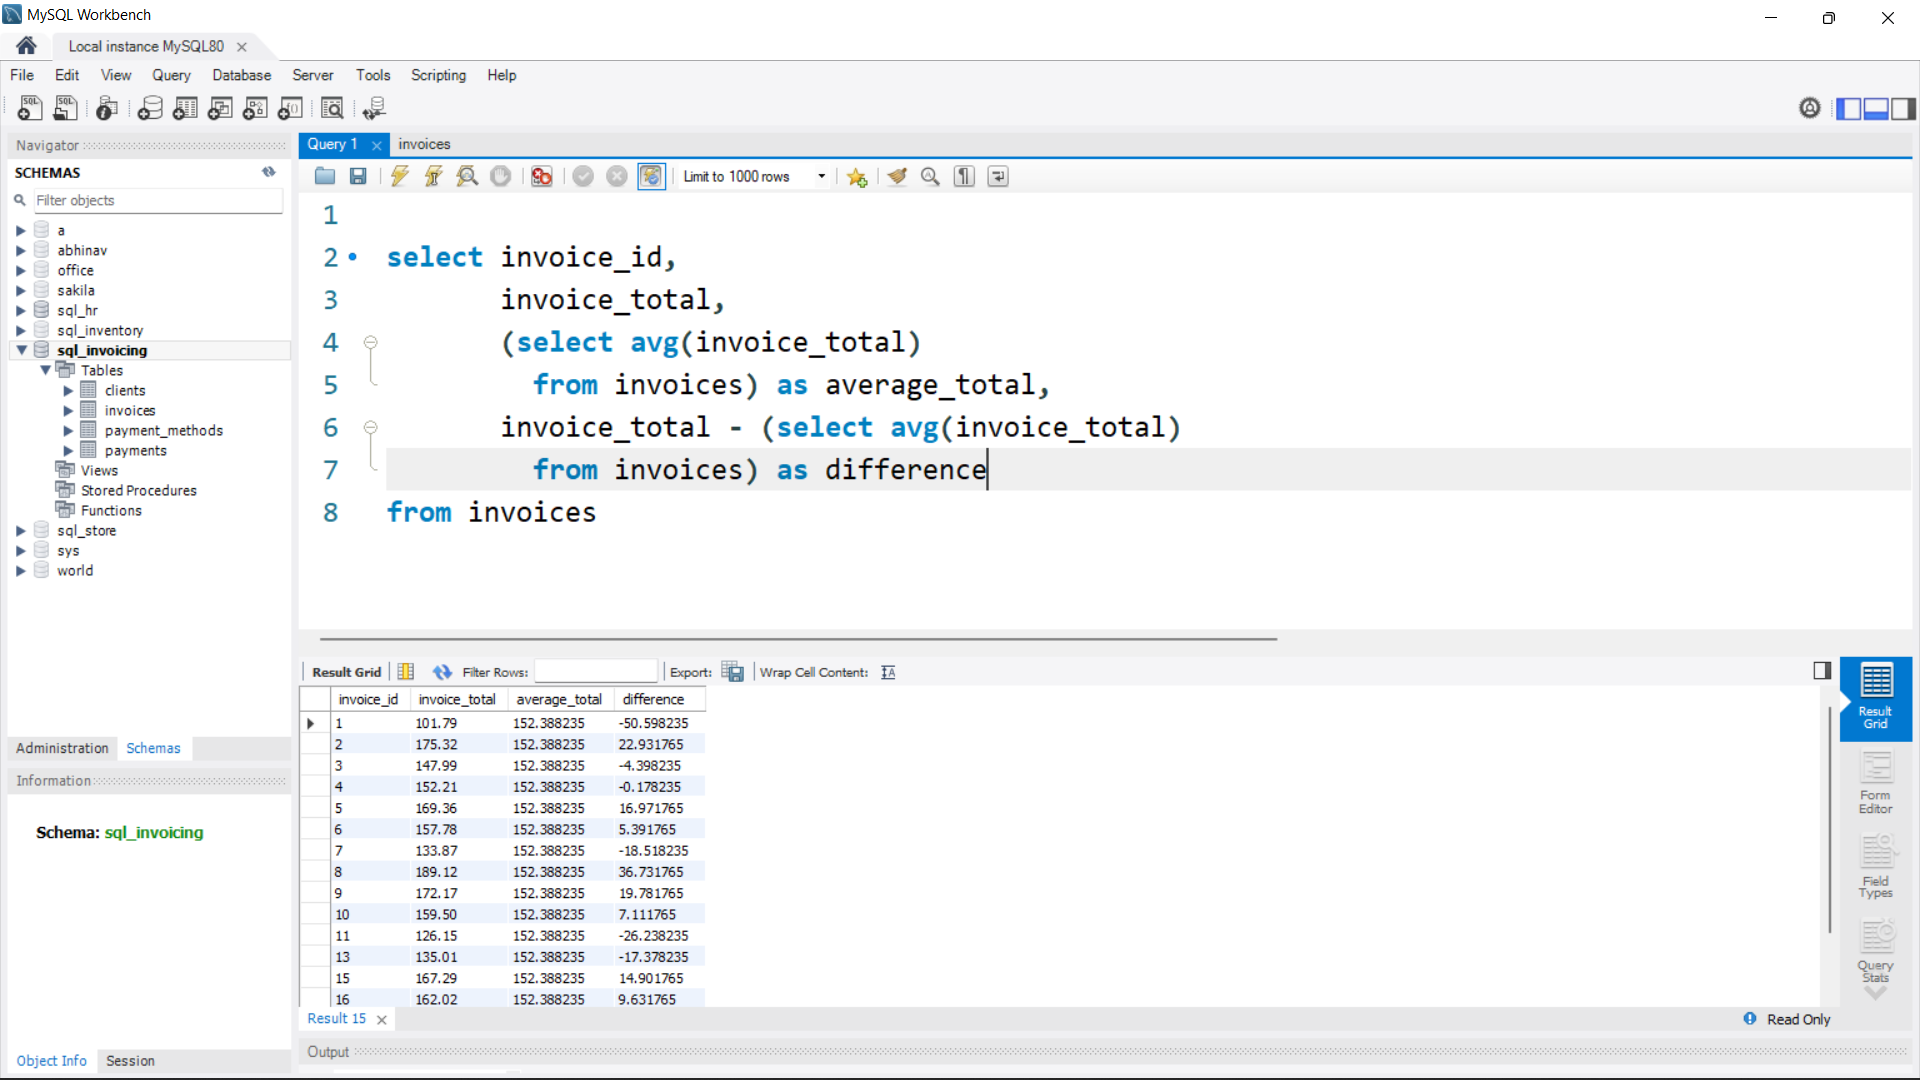 MySQL Workbench
Local instance MySQL80
File Edit View Query Database Server Tools Scripting Help
Navigator
SCHEMAS
Filter objects
a
abhinav
office
sakila
sql_hr
sql_inventory
sql_invoicing
Tables
clients
invoices
payment_methods
payments
Views
Stored Procedures
Functions
sql_store
sys
world
Administration Schemas
Information
Schema: sql_invoicing
Object Info Session
Query 1 invoices
Limit to 1000 rows
1
2 select invoice_id,
3 invoice_total,
4 (select avg(invoice_total)
5 from invoices) as average_total,
6 invoice_total - (select avg(invoice_total)
7 from invoices) as difference
8 from invoices
Result Grid Filter Rows: Export: Wrap Cell Content:
invoice_id invoice_total average_total difference
1 101.79 152.388235 -50.598235
2 175.32 152.388235 22.931765
3 147.99 152.388235 -4.398235
4 152.21 152.388235 -0.178235
5 169.36 152.388235 16.971765
6 157.78 152.388235 5.391765
7 133.87 152.388235 -18.518235
8 189.12 152.388235 36.731765
9 172.17 152.388235 19.781765
10 159.50 152.388235 7.111765
11 126.15 152.388235 -26.238235
13 135.01 152.388235 -17.378235
15 167.29 152.388235 14.901765
16 162.02 152.388235 9.631765
Result 15
Read Only
Output
Result
Grid
Form
Editor
Field
Types
Query
Stats